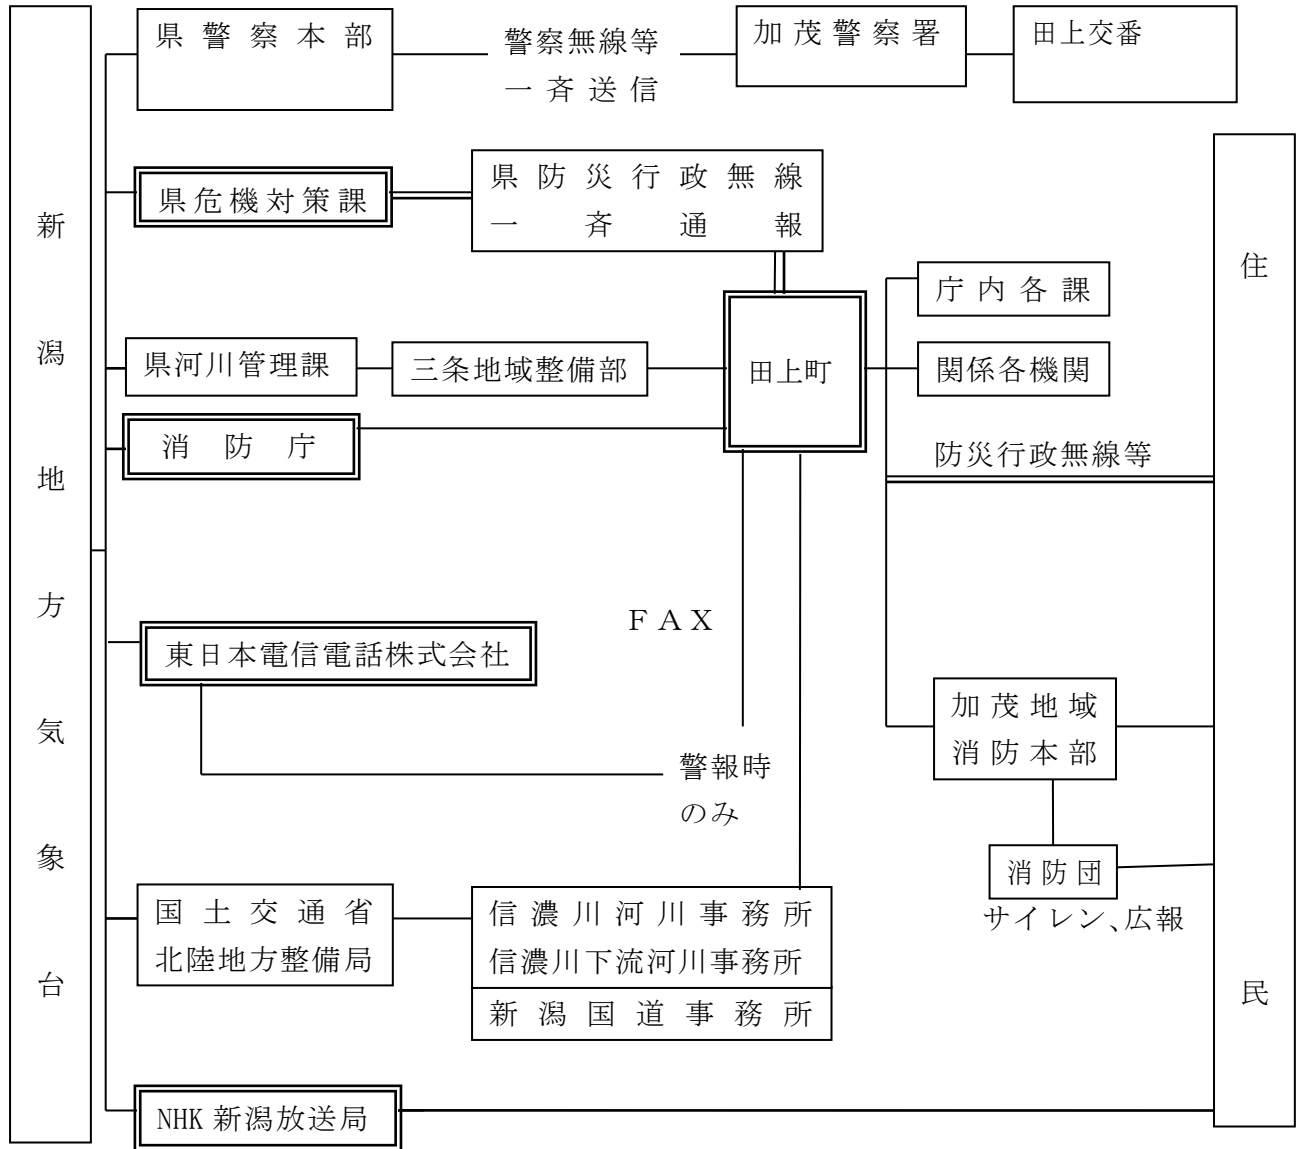 新潟地方気象台
県警察本部
警察無線等
一斉送信
加茂警察署
田上交番
県危機対策課
県防災行政無線
一斉通報
住民
庁内各課
県河川管理課
三条地域整備部
田上町
関係各機関
消防庁
防災行政無線等
FAX
東日本電信電話株式会社
警報時
のみ
加茂地域
消防本部
消防団
サイレン、広報
国土交通省
北陸地方整備局
信濃川河川事務所
信濃川下流河川事務所
新潟国道事務所
NHK新潟放送局